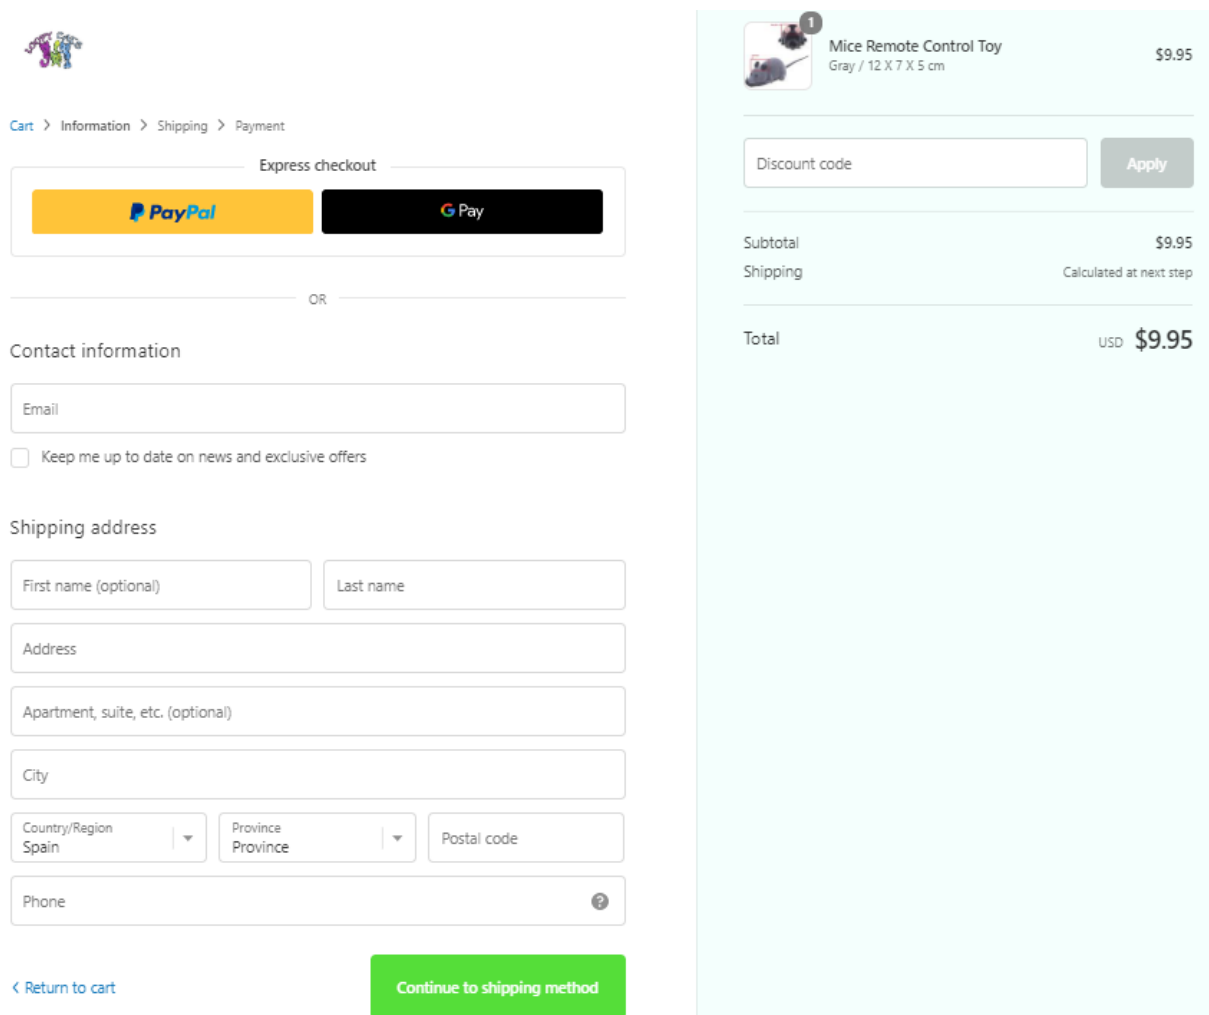 Cart > Information > Shipping > Payment
Express checkout
PayPal
G Pay
OR
Contact information
Email
Keep me up to date on news and exclusive offers
Shipping address
First name (optional)
Last name
Address
Apartment, suite, etc. (optional)
City
Country/Region
Spain
Province
Province
Postal code
Phone
?
< Return to cart
Continue to shipping method
1
Mice Remote Control Toy
Gray / 12 X 7 X 5 cm
$9.95
Discount code
Apply
Subtotal
$9.95
Shipping
Calculated at next step
Total
USD $9.95